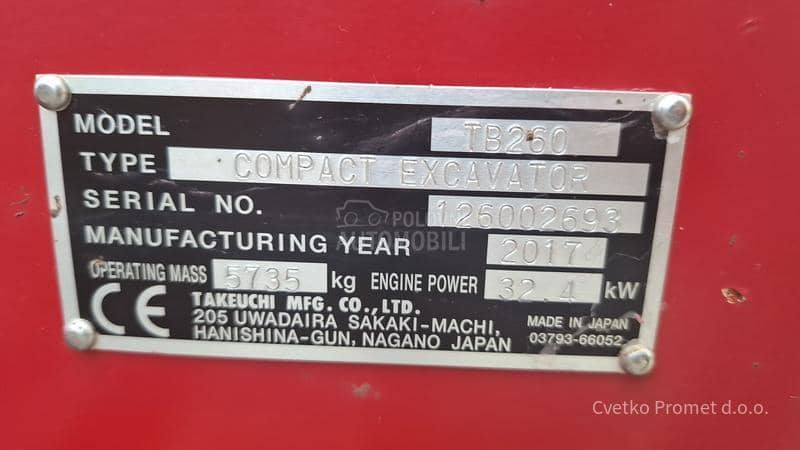 MODEL TB260
TYPE COMPACT EXCAVATOR
SERIAL NO. 126002693
POLOVNI AUTOMOBILI
MANUFACTURING YEAR 2017
OPERATING MASS 5735 kg ENGINE POWER 32.4 kW
CE TAKEUCHI MFG. CO., LTD.
205 UWADAIRA SAKAKI-MACHI,
HANISHINA-GUN, NAGANO JAPAN
MADE IN JAPAN
03793-66052
Cvetko Promet d.o.o.